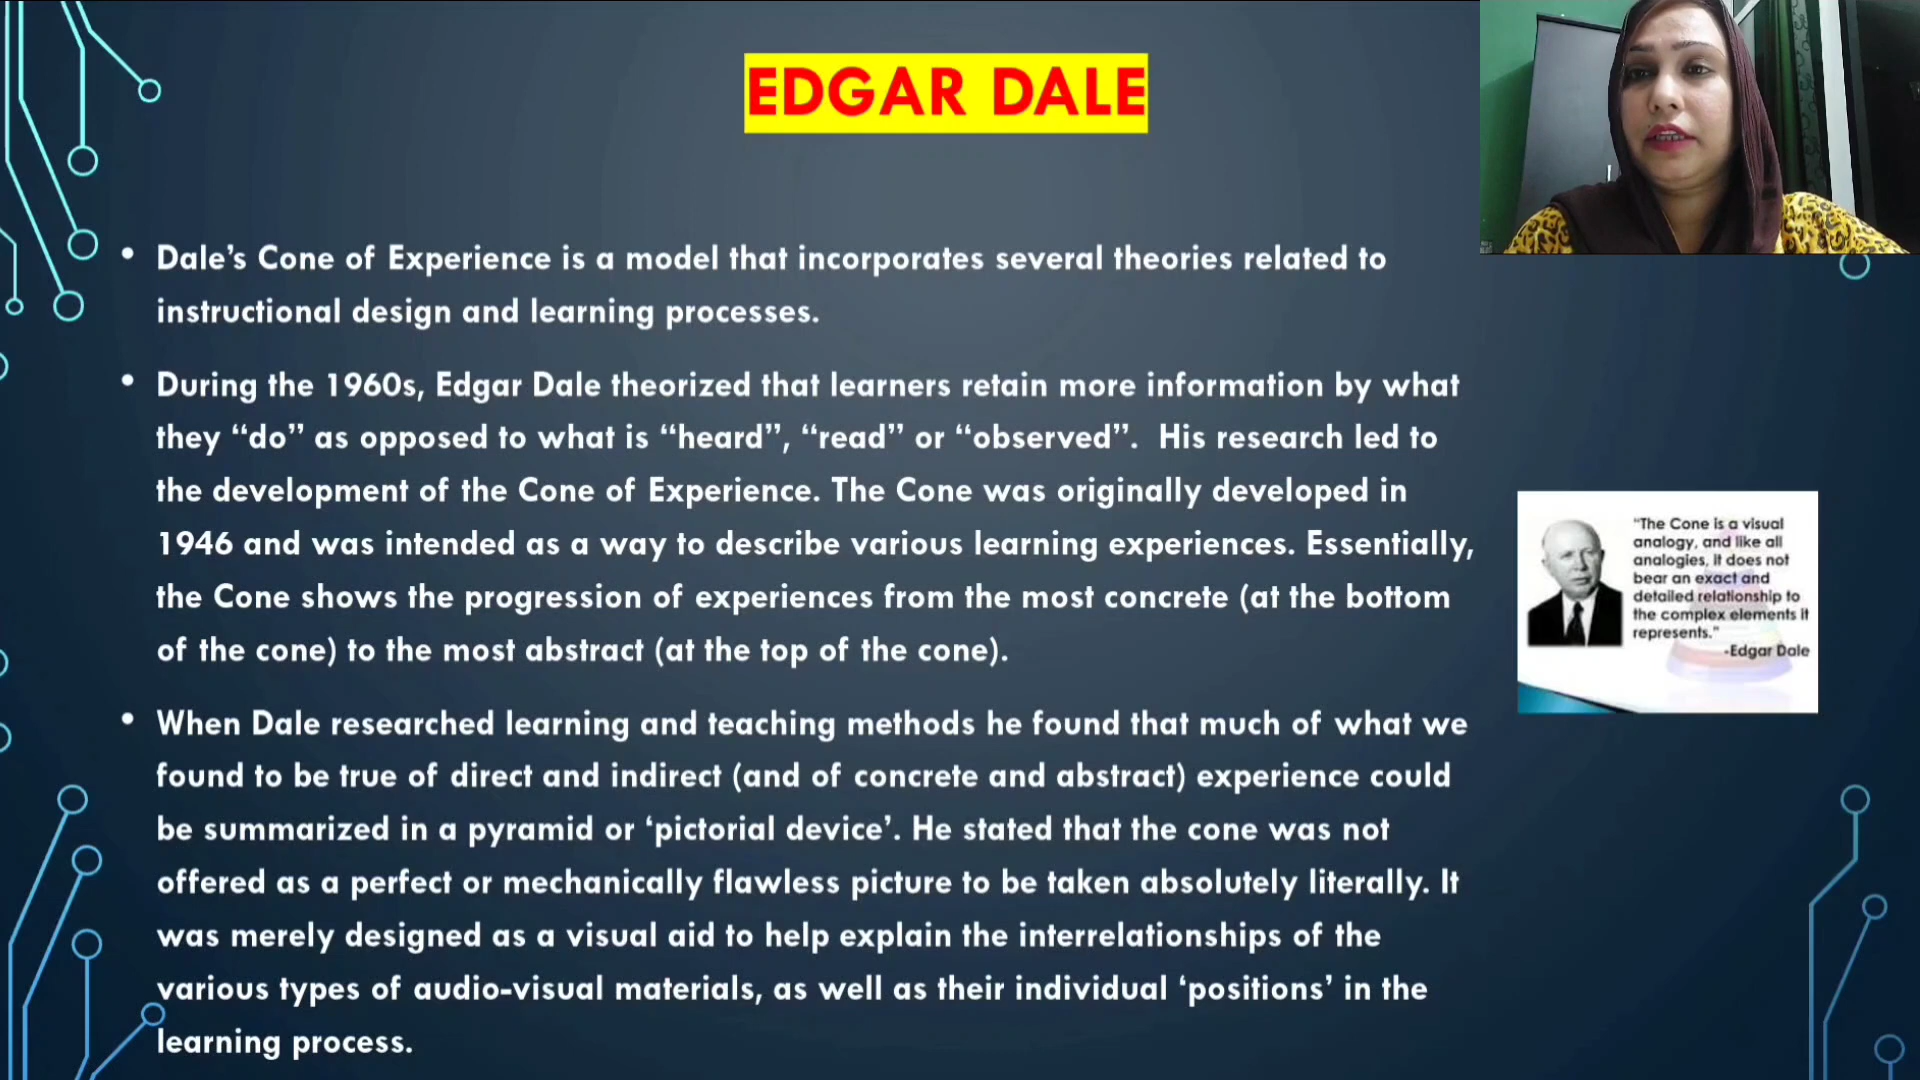 EDGAR DALE
• Dale’s Cone of Experience is a model that incorporates several theories related to
instructional design and learning processes.
• During the 1960s, Edgar Dale theorized that learners retain more information by what
they “do” as opposed to what is “heard”, “read” or “observed”. His research led to
the development of the Cone of Experience. The Cone was originally developed in
1946 and was intended as a way to describe various learning experiences. Essentially,
the Cone shows the progression of experiences from the most concrete (at the bottom
of the cone) to the most abstract (at the top of the cone).
• When Dale researched learning and teaching methods he found that much of what we
found to be true of direct and indirect (and of concrete and abstract) experience could
be summarized in a pyramid or ‘pictorial device’. He stated that the cone was not
offered as a perfect or mechanically flawless picture to be taken absolutely literally. It
was merely designed as a visual aid to help explain the interrelationships of the
various types of audio-visual materials, as well as their individual ‘positions’ in the
learning process.
“The Cone is a visual
analogy, and like all
analogies, it does not
bear an exact and
detailed relationship to
the complex elements it
represents.”
-Edgar Dale